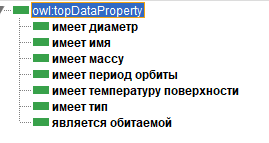 owl:topDataProperty
имеет диаметр
имеет имя
имеет массу
имеет период орбиты
имеет температуру поверхности
имеет тип
является обитаемой